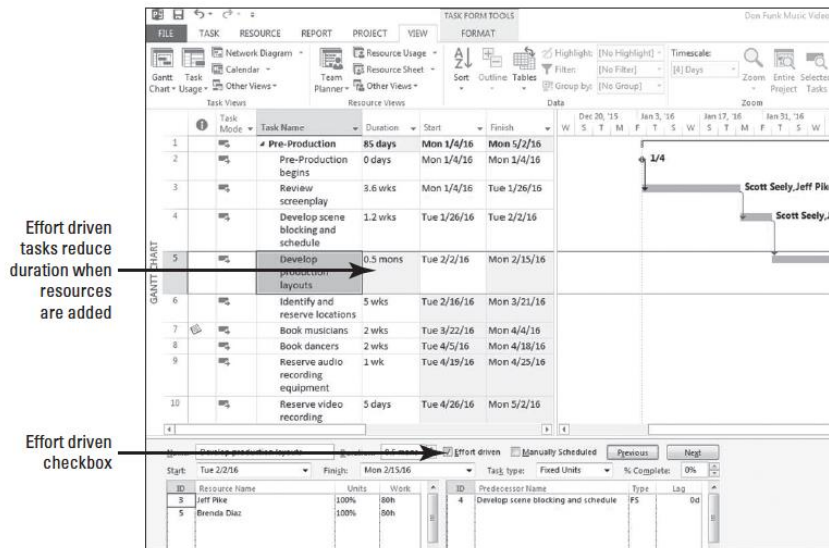 TASK FORM TOOLS
Don Funk Music Video
FILE TASK RESOURCE REPORT PROJECT VIEW FORMAT
Gantt Chart
Task Usage
Network Diagram
Calendar
Other Views
Task Views
Team Planner
Resource Usage
Resource Sheet
Other Views
Resource Views
Sort
Outline
Tables
Highlight: [No Highlight]
Filter: [No Filter]
Group by: [No Group]
Data
Timescale:
[4] Days
Zoom
Entire Project
Selected Tasks
Zoom
Task Mode
Task Name
Duration
Start
Finish
Dec 20, '15 Jan 3, '16 Jan 17, '16 Jan 31, '16
W S T M F T S W S T M F T S W
1 Pre-Production 85 days Mon 1/4/16 Mon 5/2/16
2 Pre-Production begins 0 days Mon 1/4/16 Mon 1/4/16
1/4
3 Review screenplay 3.6 wks Mon 1/4/16 Tue 1/26/16
Scott Seely,Jeff Pike
4 Develop scene blocking and schedule 1.2 wks Tue 1/26/16 Tue 2/2/16
Scott Seely,
5 Develop production layouts 0.5 mons Tue 2/2/16 Mon 2/15/16
6 Identify and reserve locations 5 wks Tue 2/16/16 Mon 3/21/16
7 Book musicians 2 wks Tue 3/22/16 Mon 4/4/16
8 Book dancers 2 wks Tue 4/5/16 Mon 4/18/16
9 Reserve audio recording equipment 1 wk Tue 4/19/16 Mon 4/25/16
10 Reserve video recording 5 days Tue 4/26/16 Mon 5/2/16
GANTT CHART
Effort driven
tasks reduce
duration when
resources
are added
Effort driven
checkbox
Develop production layouts 0.5 mons Effort driven Manually Scheduled Previous Next
Start: Tue 2/2/16 Finish: Mon 2/15/16 Task type: Fixed Units % Complete: 0%
ID Resource Name Units Work
3 Jeff Pike 100% 80h
5 Brenda Diaz 100% 80h
ID Predecessor Name Type Lag
4 Develop scene blocking and schedule FS 0d